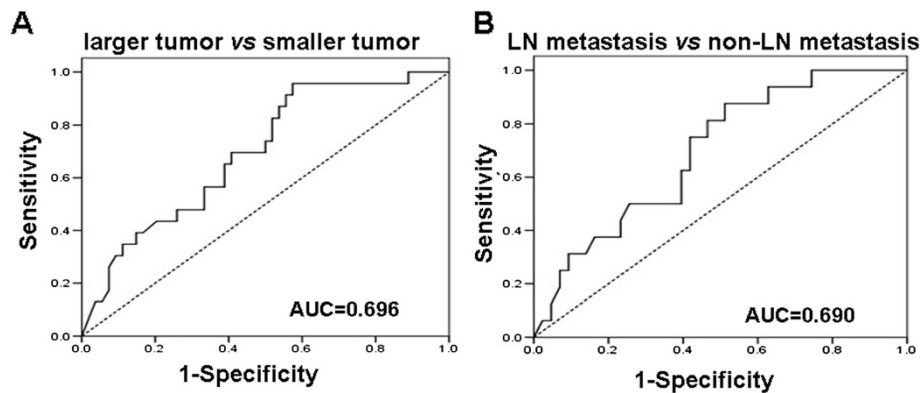 A
larger tumor vs smaller tumor
1.0
0.8
0.6
0.4
0.2
0.0
Sensitivity
AUC=0.696
0.0 0.2 0.4 0.6 0.8 1.0
1-Specificity
B
LN metastasis vs non-LN metastasis
1.0
0.8
0.6
0.4
0.2
0.0
Sensitivity
AUC=0.690
0.0 0.2 0.4 0.6 0.8 1.0
1-Specificity